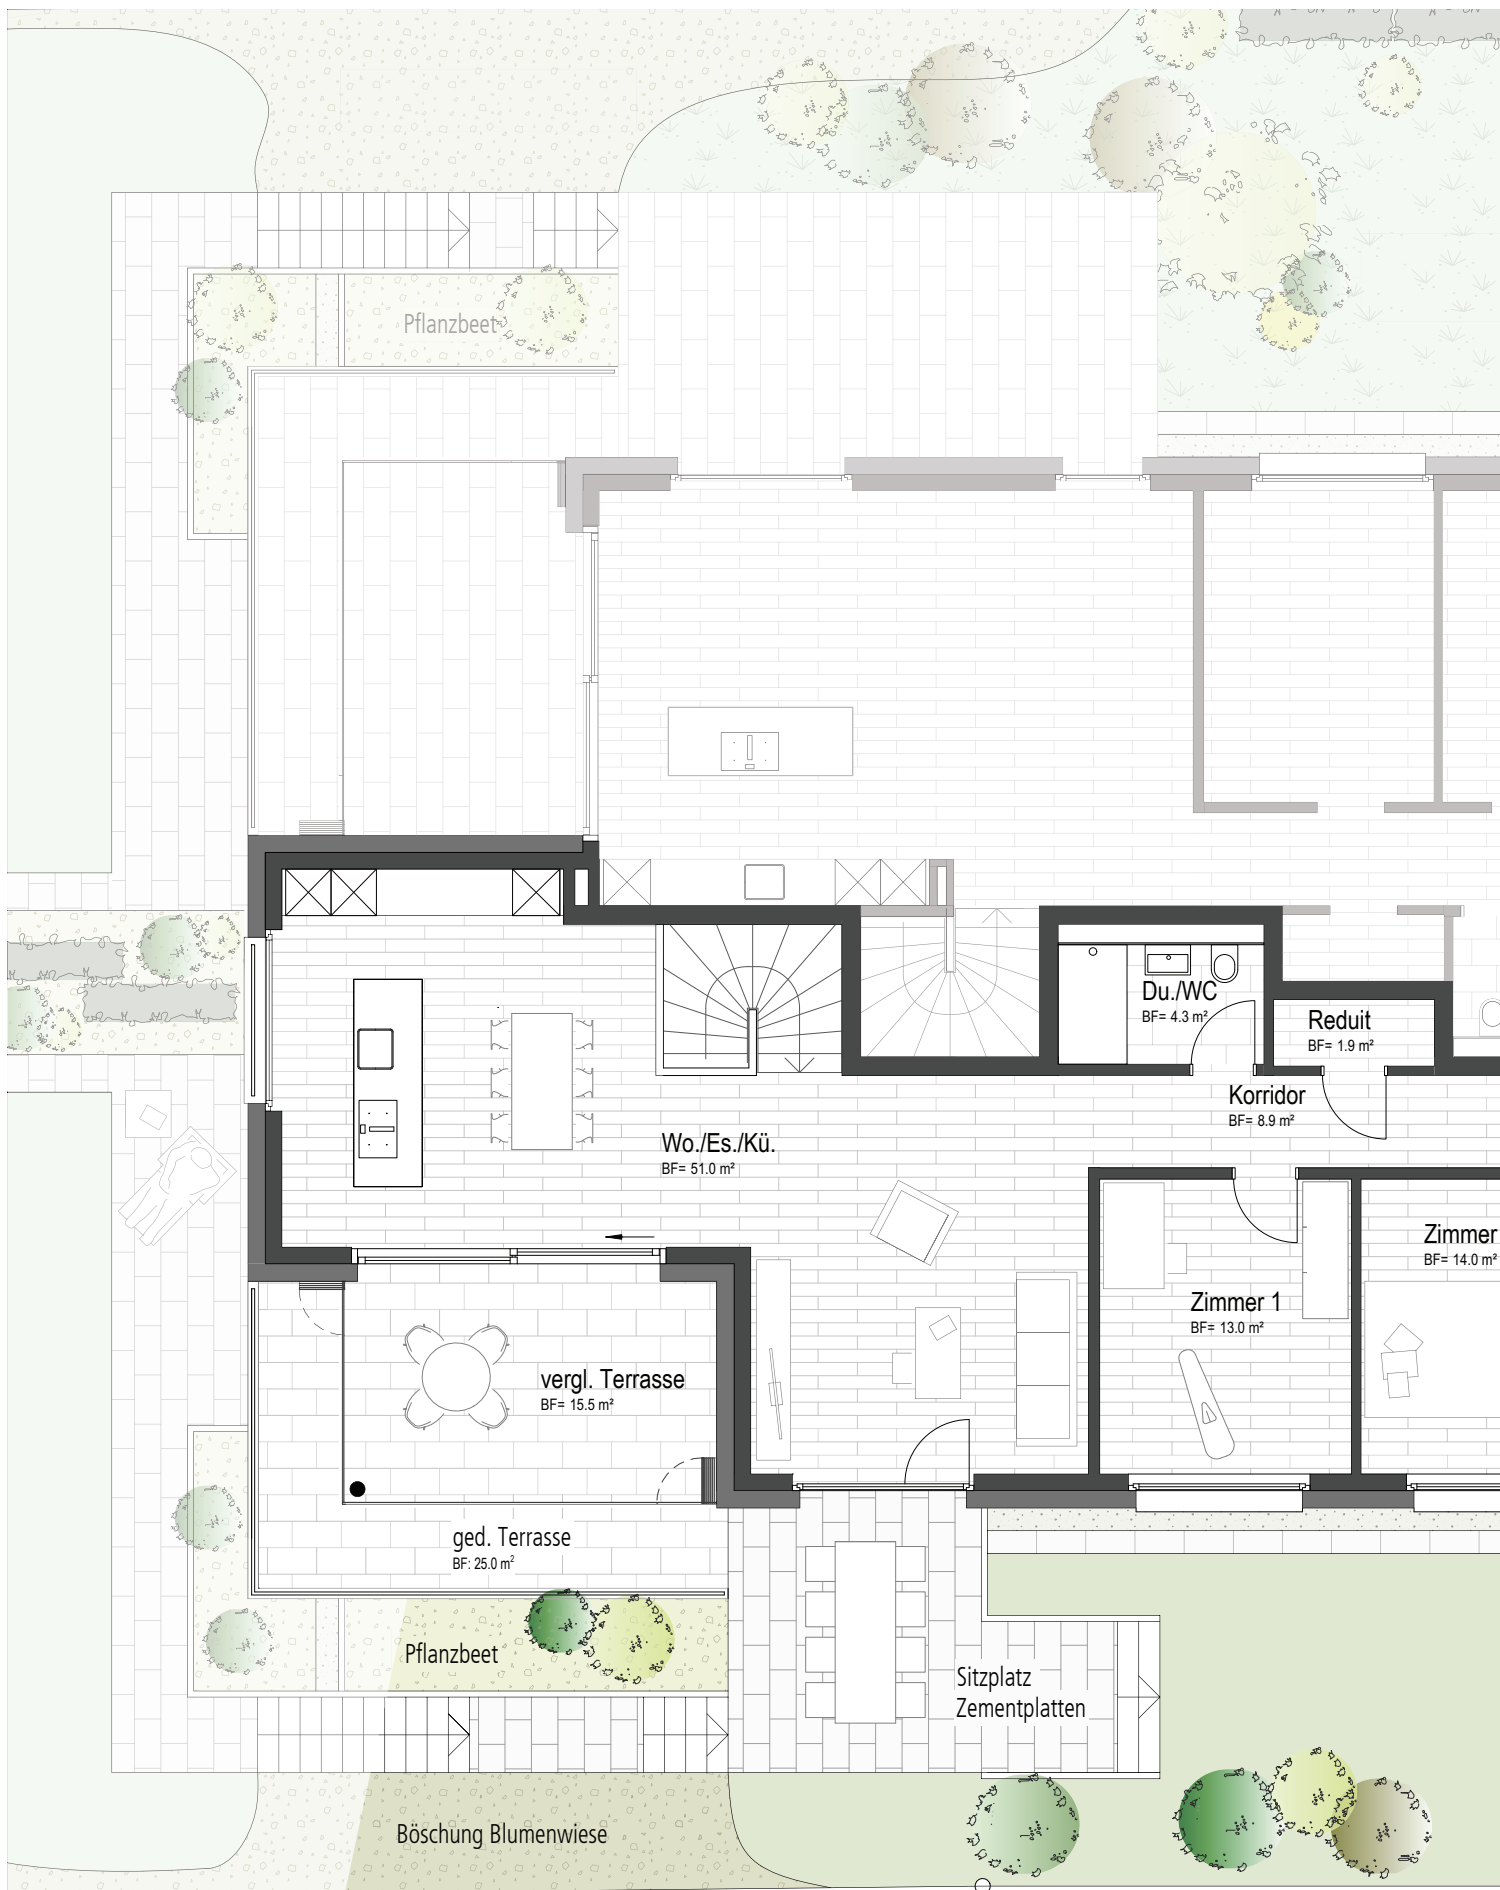 Pflanzbeet
Du./WC
BF= 4.3 m²
Reduit
BF= 1.9 m²
Korridor
BF= 8.9 m²
Wo./Es./Kü.
BF= 51.0 m²
Zimmer
BF= 14.0 m²
Zimmer 1
BF= 13.0 m²
vergl. Terrasse
BF= 15.5 m²
ged. Terrasse
BF: 25.0 m²
Pflanzbeet
Sitzplatz
Zementplatten
Böschung Blumenwiese